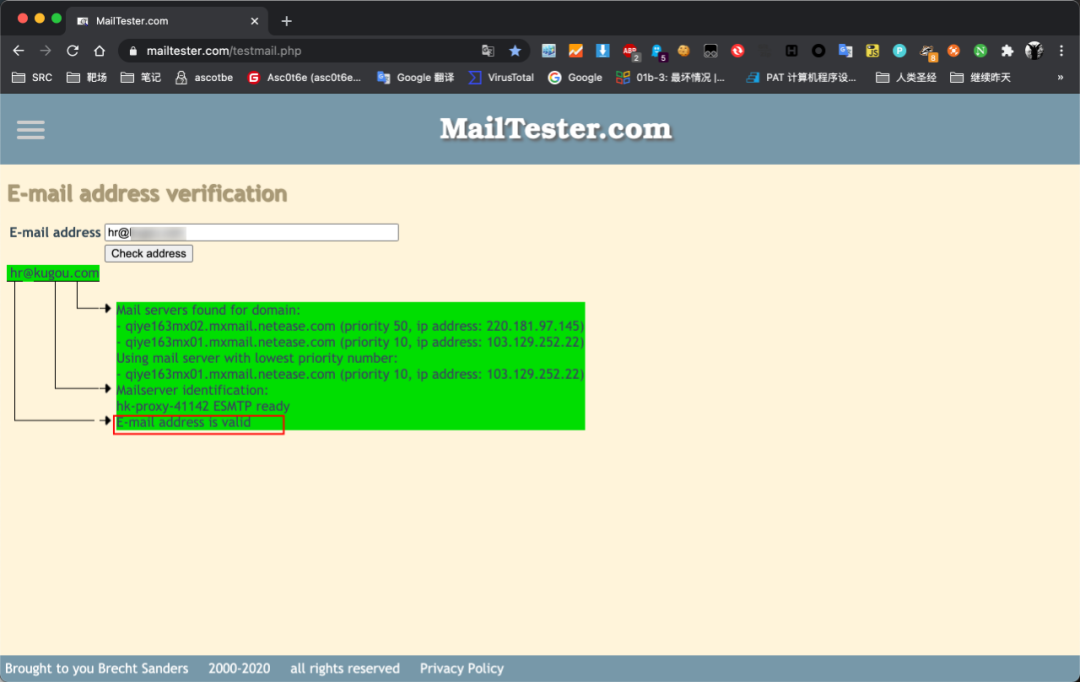 MailTester.com
mailtester.com/testmail.php
2
5
8
SRC 靶场 笔记 ascotbe Asc0t6e (asc0t6e... Google 翻译 VirusTotal Google 01b-3: 最坏情况 |... PAT 计算机程序设... 人类圣经 继续昨天 »
MailTester.com
E-mail address verification
E-mail address hr@
Check address
hr@kugou.com
Mail servers found for domain:
- qiye163mx02.mxmail.netease.com (priority 50, ip address: 220.181.97.145)
- qiye163mx01.mxmail.netease.com (priority 10, ip address: 103.129.252.22)
Using mail server with lowest priority number:
- qiye163mx01.mxmail.netease.com (priority 10, ip address: 103.129.252.22)
Mailserver identification:
hk-proxy-41142 ESMTP ready
E-mail address is valid
Brought to you Brecht Sanders 2000-2020 all rights reserved Privacy Policy